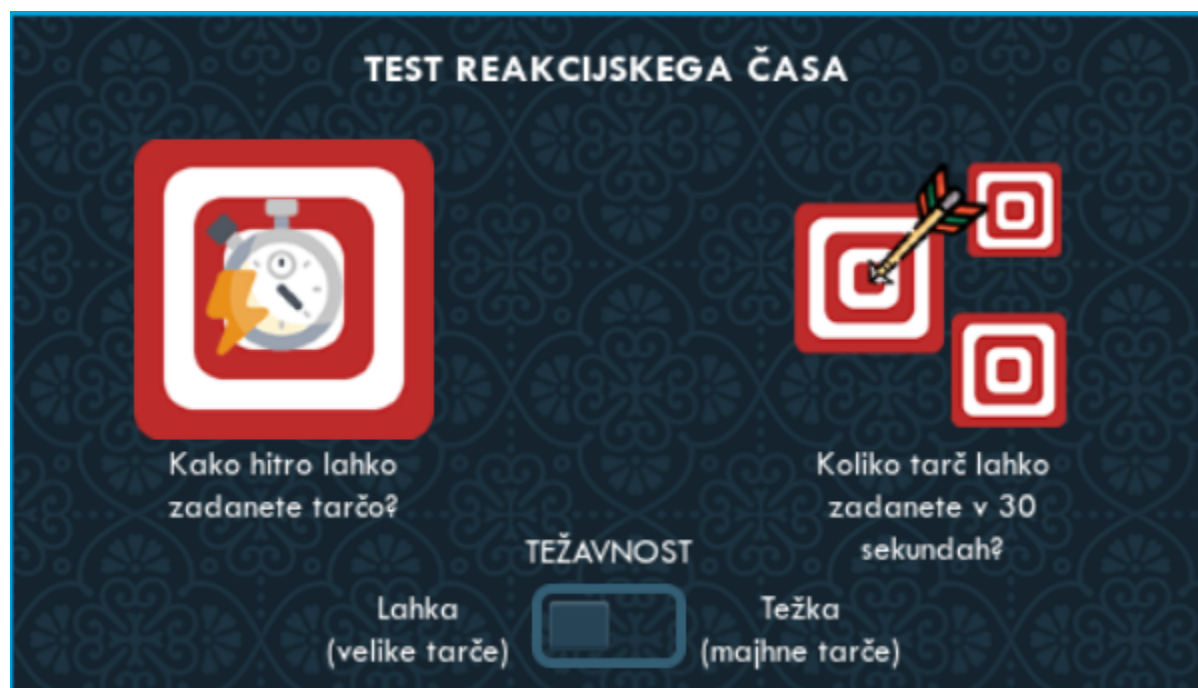 TEST REAKCIJSKEGA ČASA
Kako hitro lahko
zadanete tarčo?
Koliko tarč lahko
zadanete v 30
sekundah?
TEŽAVNOST
Lahka
(velike tarče)
Težka
(majhne tarče)